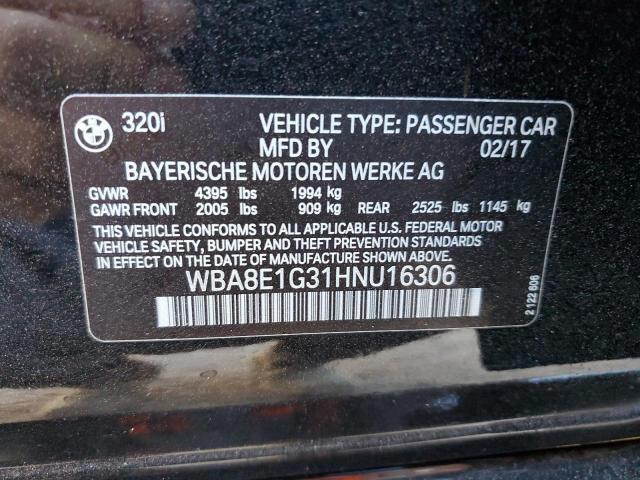 320i VEHICLE TYPE: PASSENGER CAR
MFD BY 02/17
BAYERISCHE MOTOREN WERKE AG
GVWR 4395 lbs 1994 kg
GAWR FRONT 2005 lbs 909 kg REAR 2525 lbs 1145 kg
THIS VEHICLE CONFORMS TO ALL APPLICABLE U.S. FEDERAL MOTOR
VEHICLE SAFETY, BUMPER AND THEFT PREVENTION STANDARDS
IN EFFECT ON THE DATE OF MANUFACTURE SHOWN ABOVE.
WBA8E1G31HNU16306
2 122 606